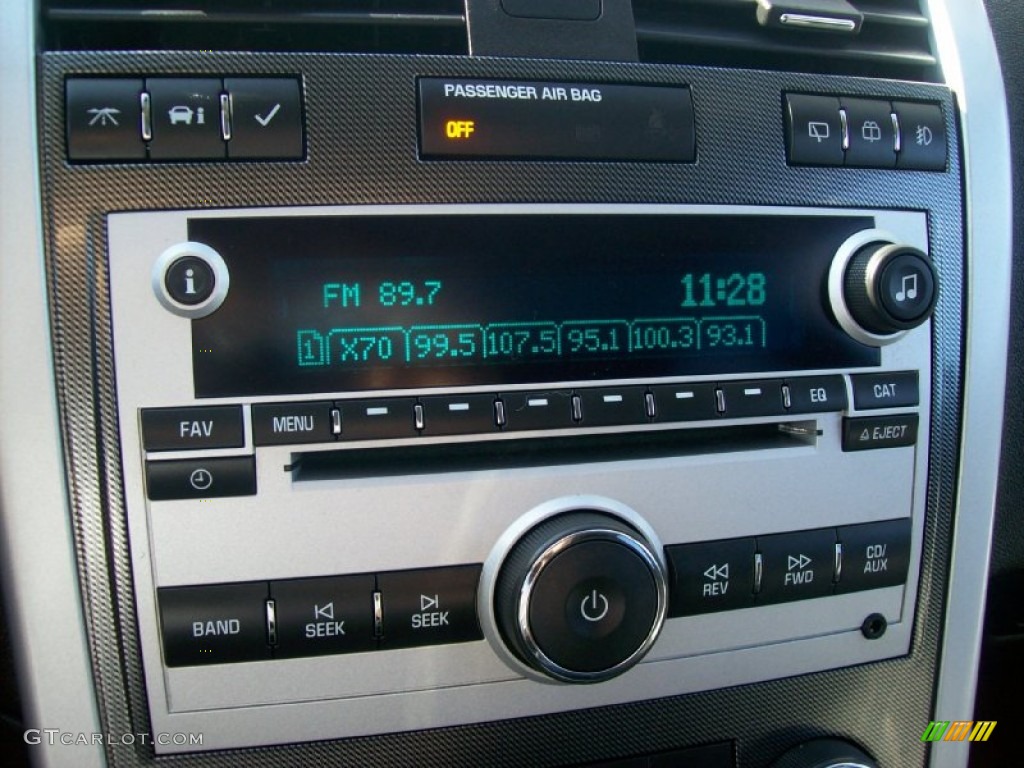 PASSENGER AIR BAG
OFF
i
i
FM 89.7 11:28
1 X70 99.5 107.5 95.1 100.3 93.1
FAV MENU EQ CAT
EJECT
BAND SEEK SEEK REV FWD CD/
AUX
GTCARLOT.COM